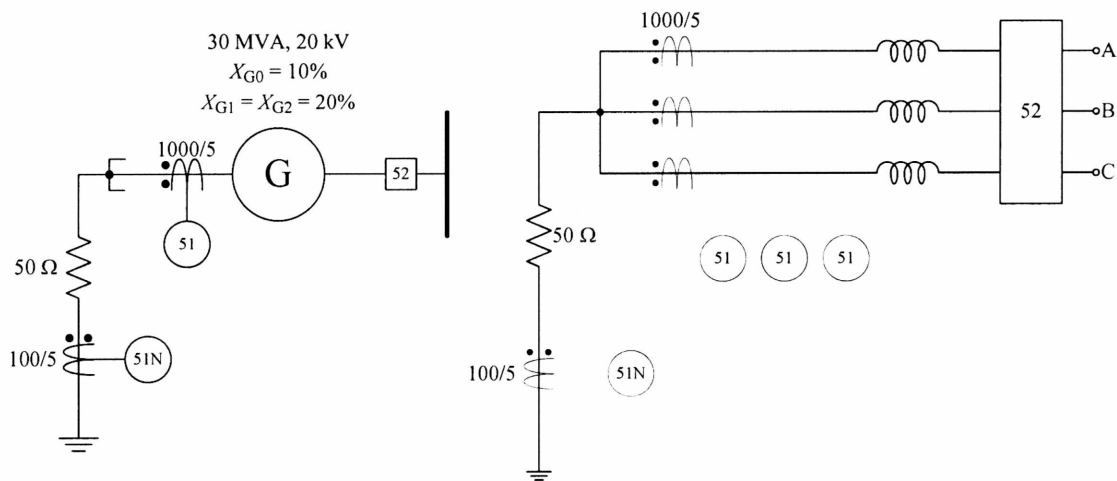 30 MVA, 20 kV
X_G0 = 10%
X_G1 = X_G2 = 20%
1000/5
G
52
51
50 Ω
100/5
51N
1000/5
A
B
C
52
50 Ω
51 51 51
100/5
51N